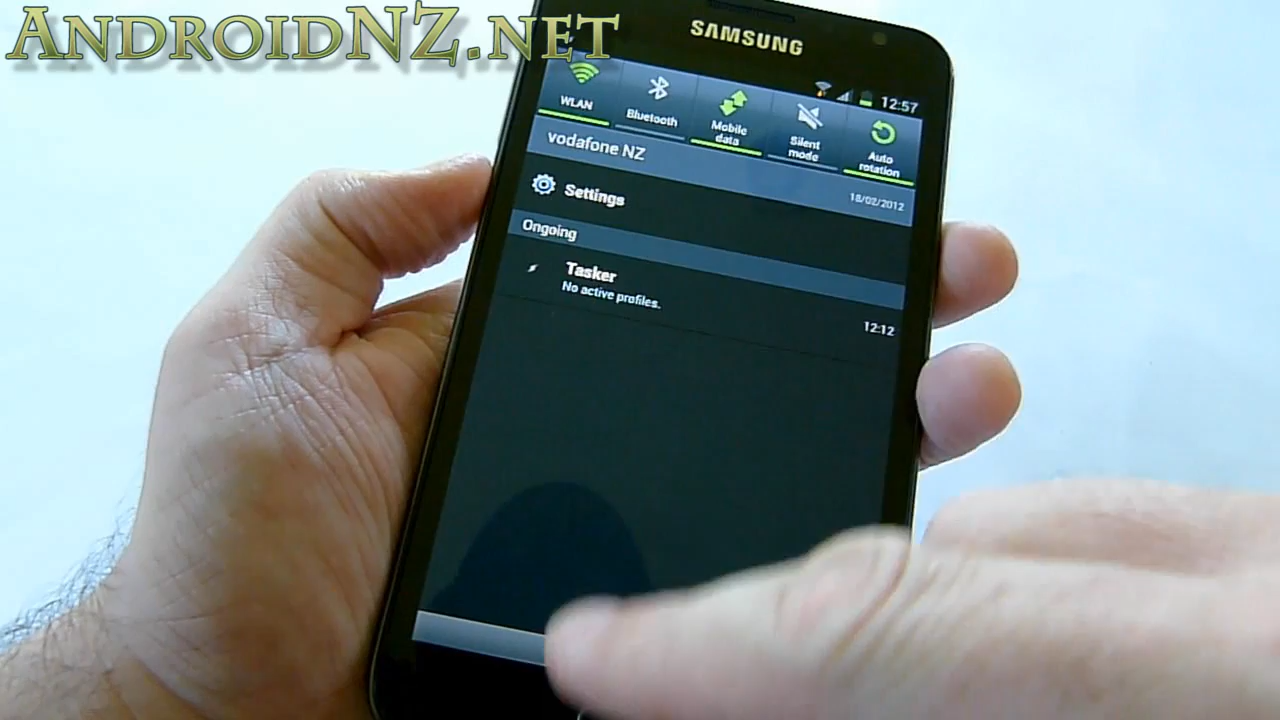 AndroidNZ.net
SAMSUNG
12:57
WLAN
Bluetooth
Mobile
data
Silent
mode
Auto
rotation
vodafone NZ
18/02/2012
Settings
Ongoing
Tasker
No active profiles.
12:12